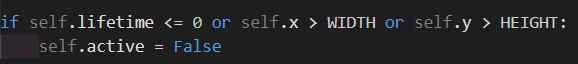 if self.lifetime <= 0 or self.x > WIDTH or self.y > HEIGHT:
    self.active = False